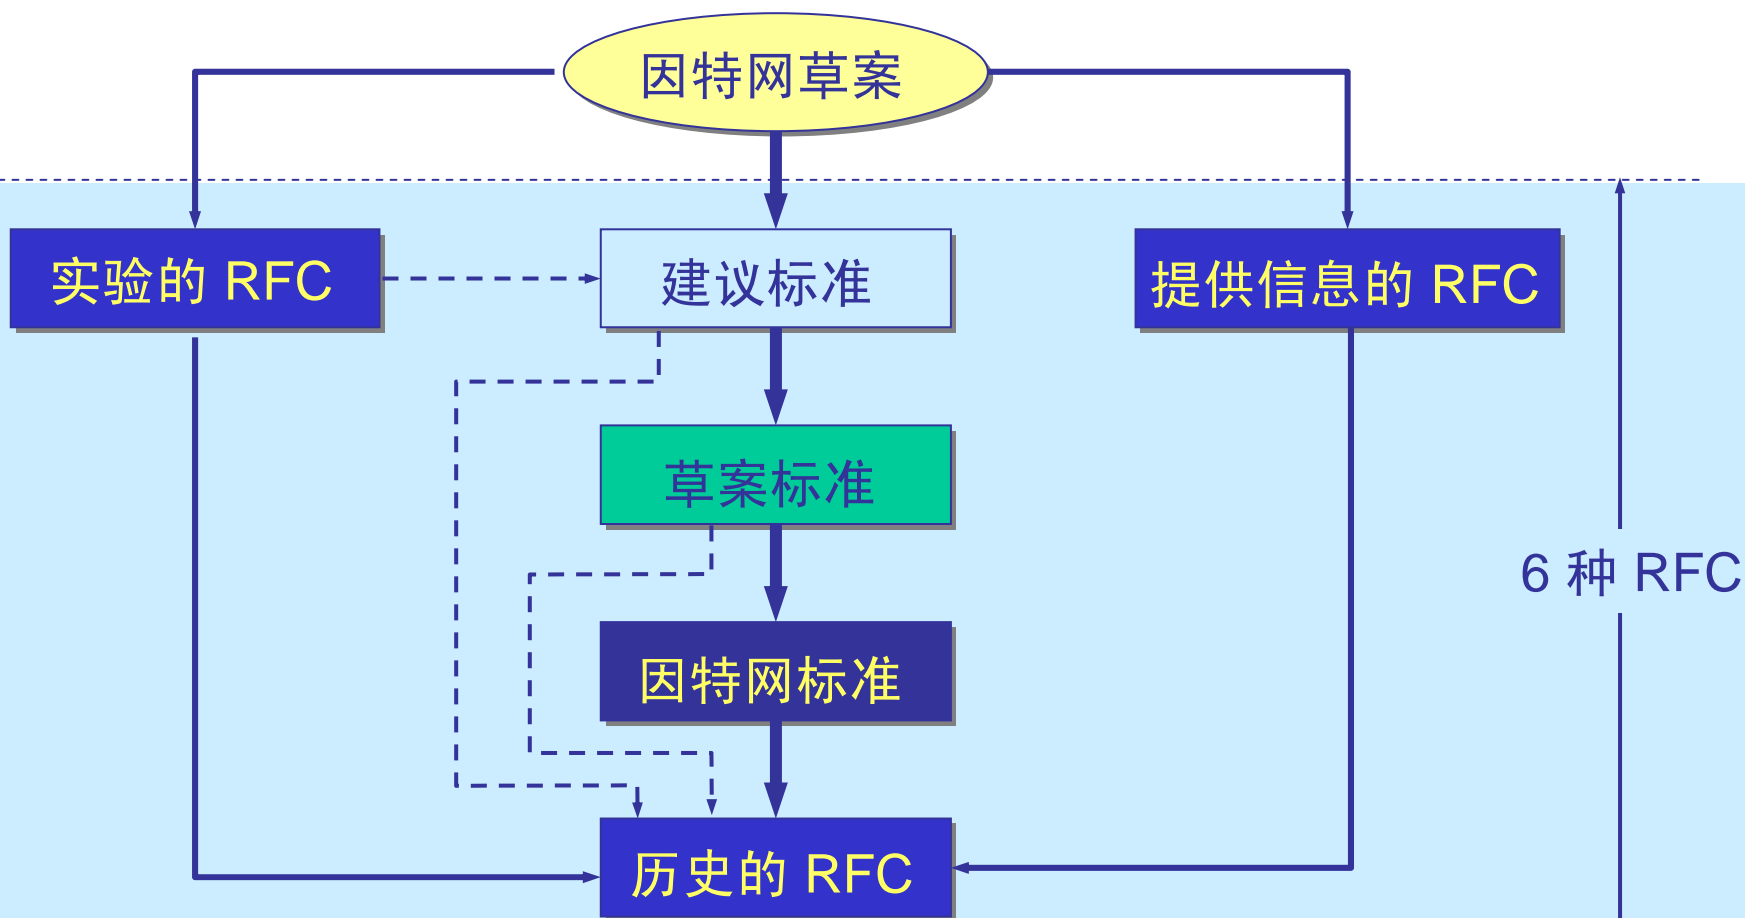 因特网草案
实验的 RFC
建议标准
提供信息的 RFC
草案标准
6 种 RFC
因特网标准
历史的 RFC